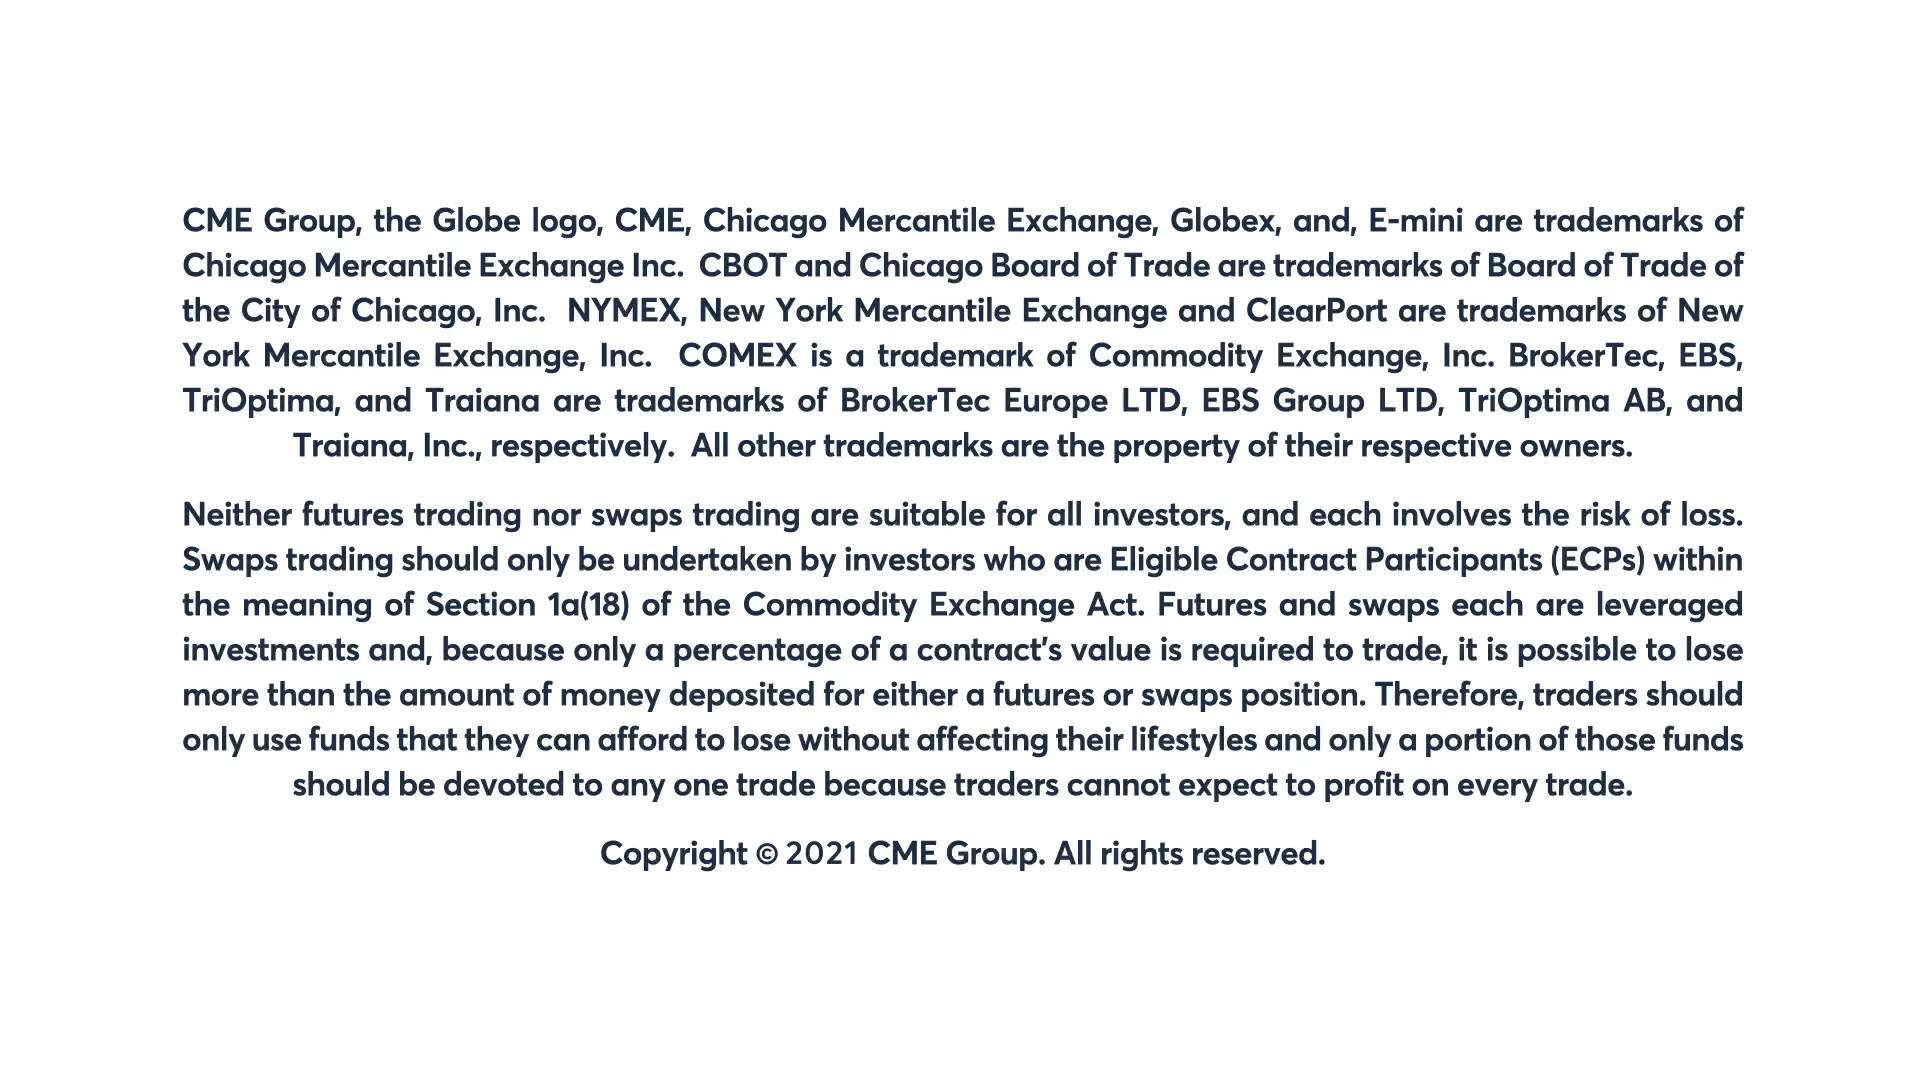 CME Group, the Globe logo, CME, Chicago Mercantile Exchange, Globex, and, E-mini are trademarks of
Chicago Mercantile Exchange Inc.  CBOT and Chicago Board of Trade are trademarks of Board of Trade of
the City of Chicago, Inc.  NYMEX, New York Mercantile Exchange and ClearPort are trademarks of New
York Mercantile Exchange, Inc.  COMEX is a trademark of Commodity Exchange, Inc. BrokerTec, EBS,
TriOptima, and Traiana are trademarks of BrokerTec Europe LTD, EBS Group LTD, TriOptima AB, and
Traiana, Inc., respectively.  All other trademarks are the property of their respective owners.
Neither futures trading nor swaps trading are suitable for all investors, and each involves the risk of loss.
Swaps trading should only be undertaken by investors who are Eligible Contract Participants (ECPs) within
the meaning of Section 1a(18) of the Commodity Exchange Act. Futures and swaps each are leveraged
investments and, because only a percentage of a contract's value is required to trade, it is possible to lose
more than the amount of money deposited for either a futures or swaps position. Therefore, traders should
only use funds that they can afford to lose without affecting their lifestyles and only a portion of those funds
should be devoted to any one trade because traders cannot expect to profit on every trade.
Copyright © 2021 CME Group. All rights reserved.